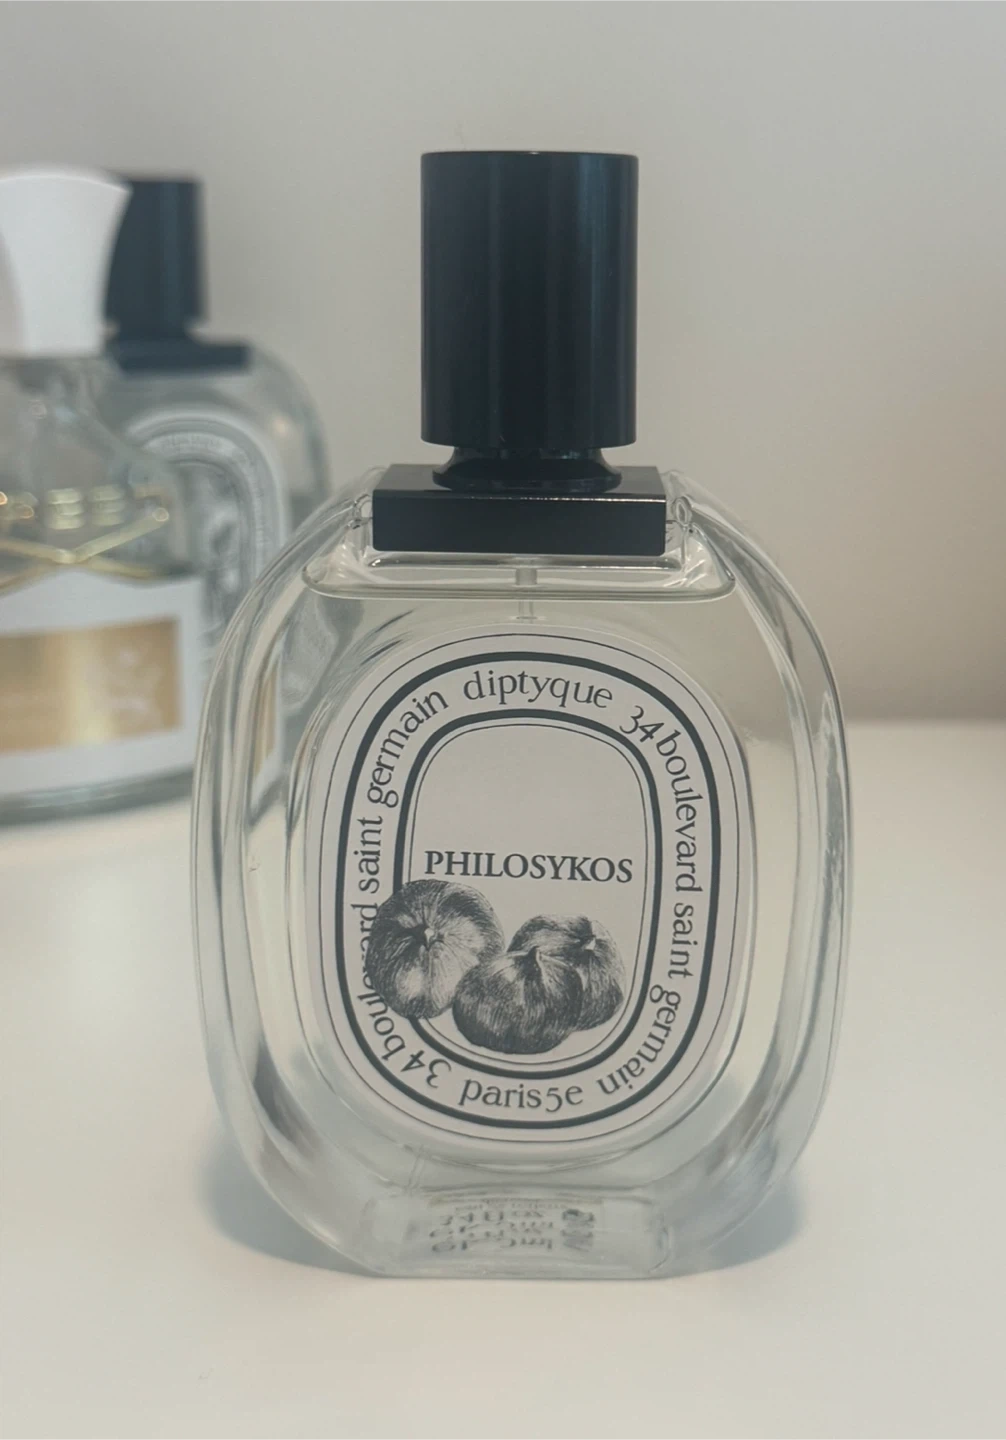 diptyque
34 boulevard saint germain
paris 5e
34 boulevard saint germain
PHILOSYKOS